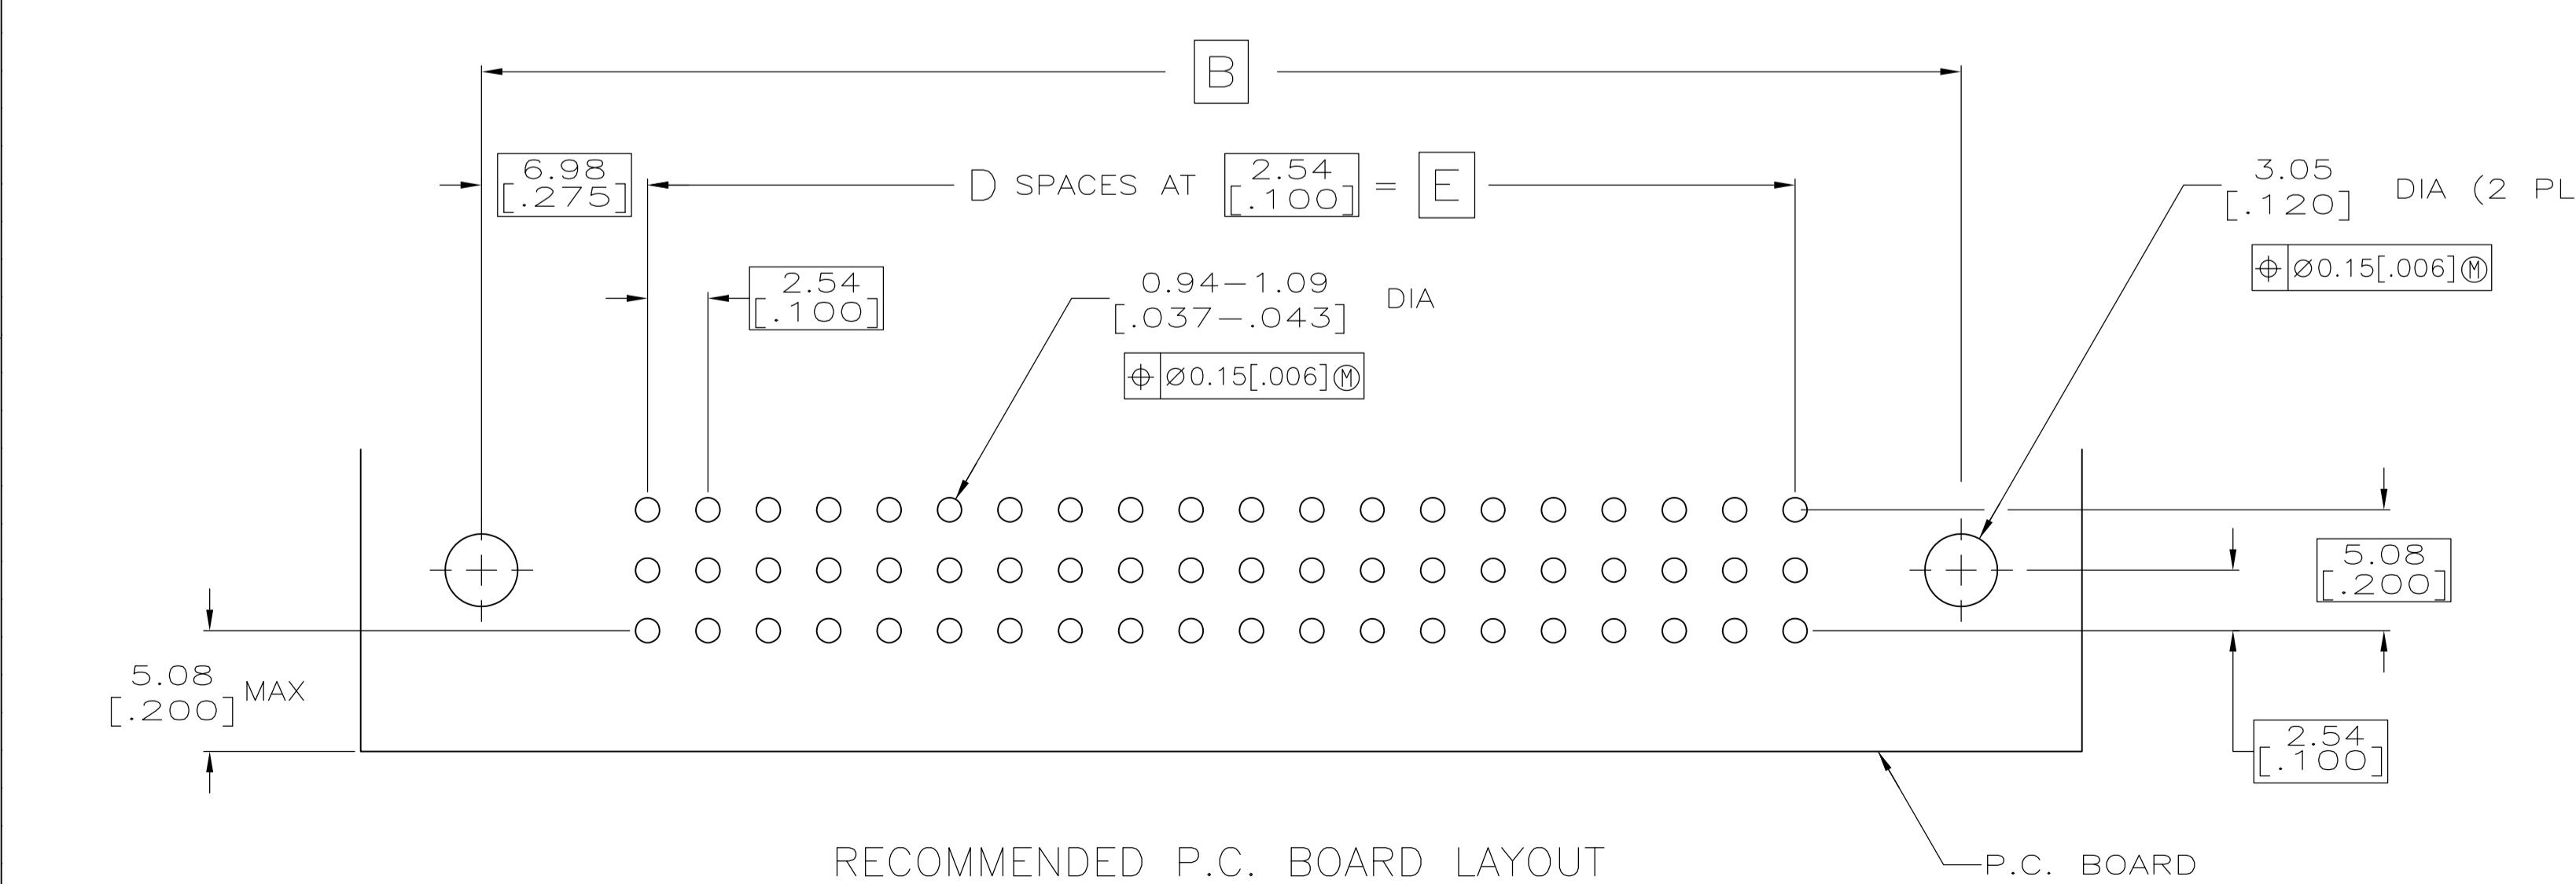 B
6.98
[.275]
D SPACES AT 2.54 [.100] = E
3.05
[.120] DIA (2 PL
⌖ Ø0.15[.006]Ⓜ
2.54
[.100]
0.94-1.09
[.037-.043] DIA
⌖ Ø0.15[.006]Ⓜ
5.08
[.200]
5.08
[.200] MAX
2.54
[.100]
RECOMMENDED P.C. BOARD LAYOUT
P.C. BOARD